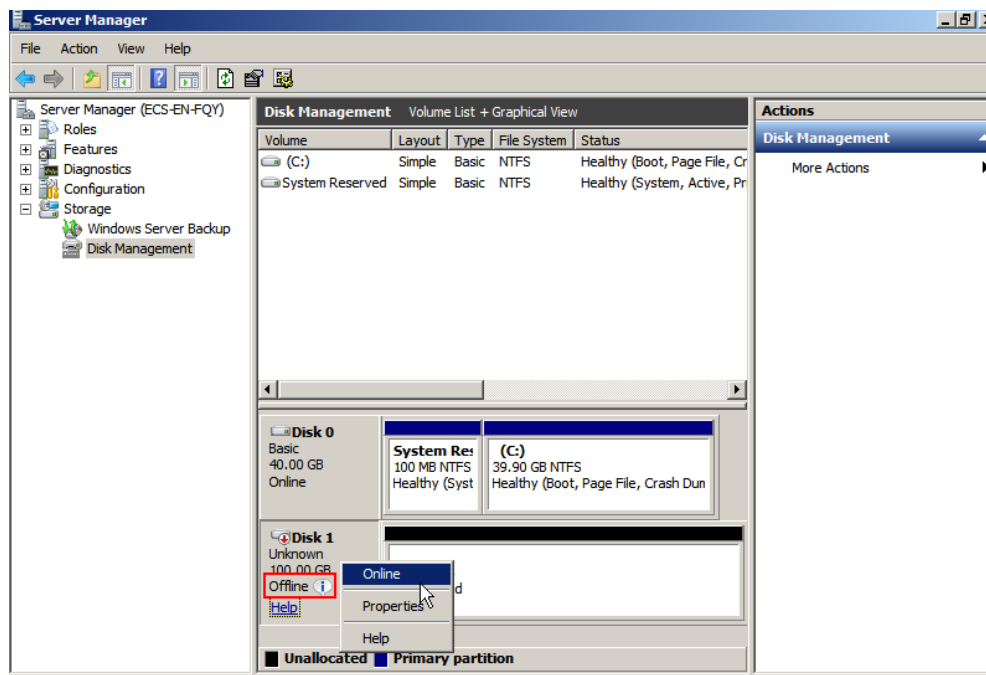 Server Manager
File Action View Help
Server Manager (ECS-EN-FQY)
Roles
Features
Diagnostics
Configuration
Storage
Windows Server Backup
Disk Management
Disk Management Volume List + Graphical View
Volume Layout Type File System Status
(C:) Simple Basic NTFS Healthy (Boot, Page File, Cr
System Reserved Simple Basic NTFS Healthy (System, Active, Pri
Disk 0
Basic
40.00 GB
Online
System Res
100 MB NTFS
Healthy (Syst
(C:)
39.90 GB NTFS
Healthy (Boot, Page File, Crash Dum
Disk 1
Unknown
100.00 GB
Offline
Help
d
Online
Properties
Help
Unallocated Primary partition
Actions
Disk Management
More Actions